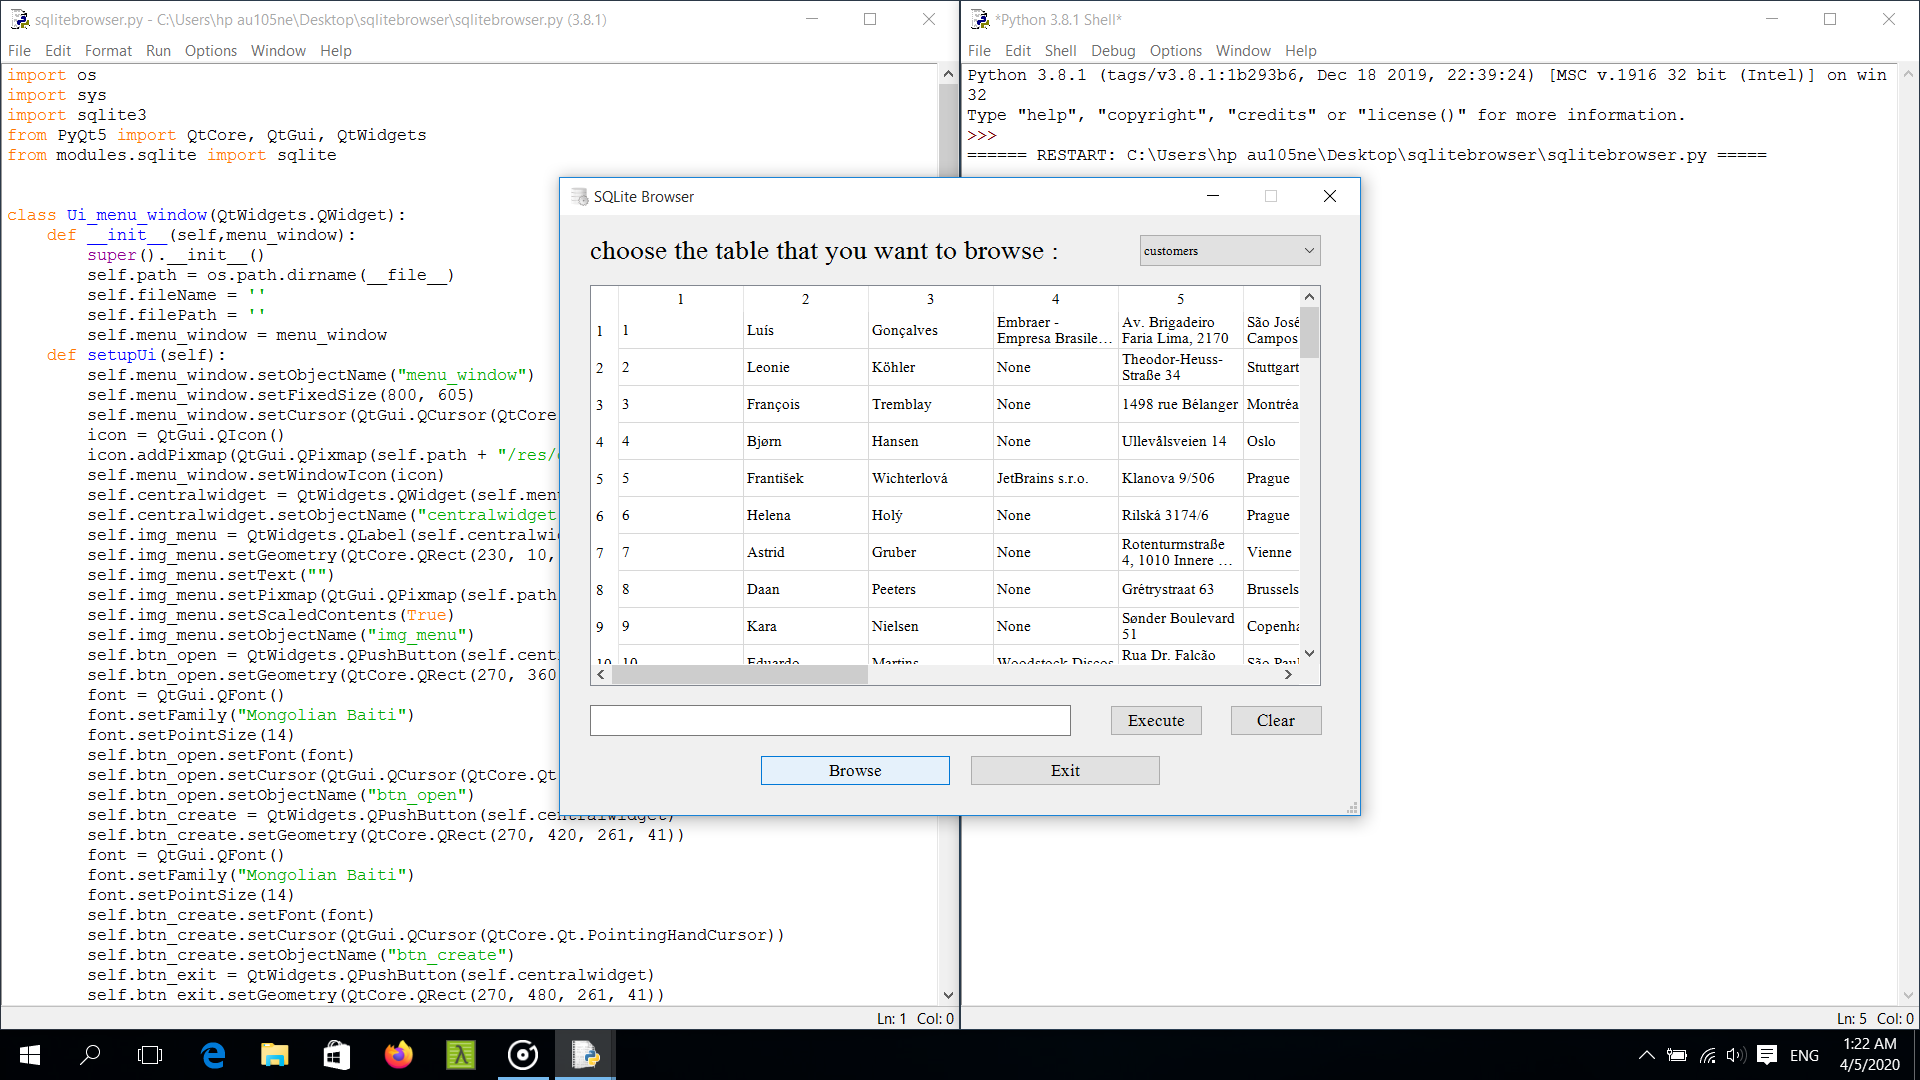 sqlitebrowser.py - C:\Users\hp au105ne\Desktop\sqlitebrowser\sqlitebrowser.py (3.8.1)
File Edit Format Run Options Window Help
import os
import sys
import sqlite3
from PyQt5 import QtCore, QtGui, QtWidgets
from modules.sqlite import sqlite
class Ui_menu_window(QtWidgets.QWidget):
def __init__(self,menu_window):
super().__init__()
self.path = os.path.dirname(__file__)
self.fileName = ''
self.filePath = ''
self.menu_window = menu_window
def setupUi(self):
self.menu_window.setObjectName("menu_window")
self.menu_window.setFixedSize(800, 605)
self.menu_window.setCursor(QtGui.QCursor(QtCore
icon = QtGui.QIcon()
icon.addPixmap(QtGui.QPixmap(self.path + "/res/
self.menu_window.setWindowIcon(icon)
self.centralwidget = QtWidgets.QWidget(self.men
self.centralwidget.setObjectName("centralwidget
self.img_menu = QtWidgets.QLabel(self.centralwi
self.img_menu.setGeometry(QtCore.QRect(230, 10,
self.img_menu.setText("")
self.img_menu.setPixmap(QtGui.QPixmap(self.path
self.img_menu.setScaledContents(True)
self.img_menu.setObjectName("img_menu")
self.btn_open = QtWidgets.QPushButton(self.cent
self.btn_open.setGeometry(QtCore.QRect(270, 360
font = QtGui.QFont()
font.setFamily("Mongolian Baiti")
font.setPointSize(14)
self.btn_open.setFont(font)
self.btn_open.setCursor(QtGui.QCursor(QtCore.Qt
self.btn_open.setObjectName("btn_open")
self.btn_create = QtWidgets.QPushButton(self.centralwidget)
self.btn_create.setGeometry(QtCore.QRect(270, 420, 261, 41))
font = QtGui.QFont()
font.setFamily("Mongolian Baiti")
font.setPointSize(14)
self.btn_create.setFont(font)
self.btn_create.setCursor(QtGui.QCursor(QtCore.Qt.PointingHandCursor))
self.btn_create.setObjectName("btn_create")
self.btn_exit = QtWidgets.QPushButton(self.centralwidget)
self.btn_exit.setGeometry(QtCore.QRect(270, 480, 261, 41))
Ln: 1 Col: 0
*Python 3.8.1 Shell*
File Edit Shell Debug Options Window Help
Python 3.8.1 (tags/v3.8.1:1b293b6, Dec 18 2019, 22:39:24) [MSC v.1916 32 bit (Intel)] on win
32
Type "help", "copyright", "credits" or "license()" for more information.
>>>
====== RESTART: C:\Users\hp au105ne\Desktop\sqlitebrowser\sqlitebrowser.py =====
Ln: 5 Col: 0
SQLite Browser
choose the table that you want to browse :
customers
1 2 3 4 5
1 1 Luís Gonçalves Embraer - Empresa Brasile... Av. Brigadeiro Faria Lima, 2170 São José Campos
2 2 Leonie Köhler None Theodor-Heuss-Straße 34 Stuttgart
3 3 François Tremblay None 1498 rue Bélanger Montréa
4 4 Bjørn Hansen None Ullevålsveien 14 Oslo
5 5 František Wichterlová JetBrains s.r.o. Klanova 9/506 Prague
6 6 Helena Holý None Rilská 3174/6 Prague
7 7 Astrid Gruber None Rotenturmstraße 4, 1010 Innere ... Vienne
8 8 Daan Peeters None Grétrystraat 63 Brussels
9 9 Kara Nielsen None Sønder Boulevard 51 Copenha
10 10 Eduardo Martins Woodstock Discos Rua Dr. Falcão São Paul
Execute Clear
Browse Exit
ENG
1:22 AM
4/5/2020